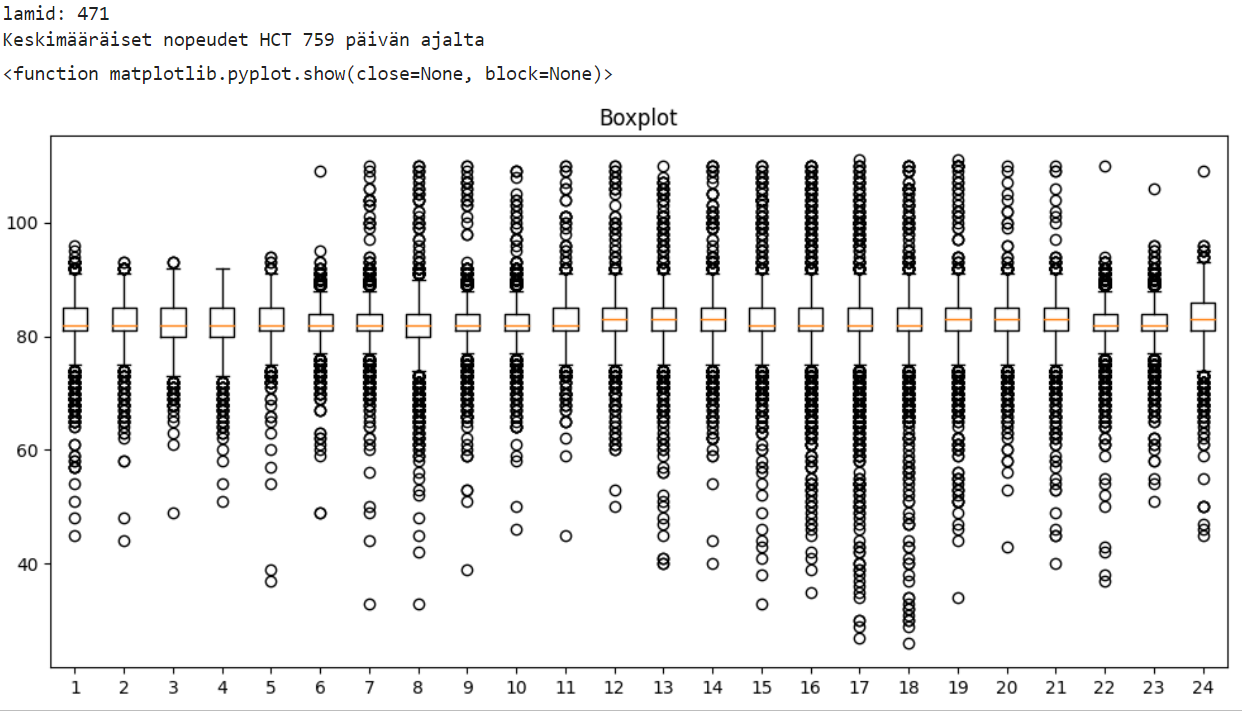 lamid: 471
Keskimääräiset nopeudet HCT 759 päivän ajalta
<function matplotlib.pyplot.show(close=None, block=None)>
Boxplot
100
80
60
40
1 2 3 4 5 6 7 8 9 10 11 12 13 14 15 16 17 18 19 20 21 22 23 24